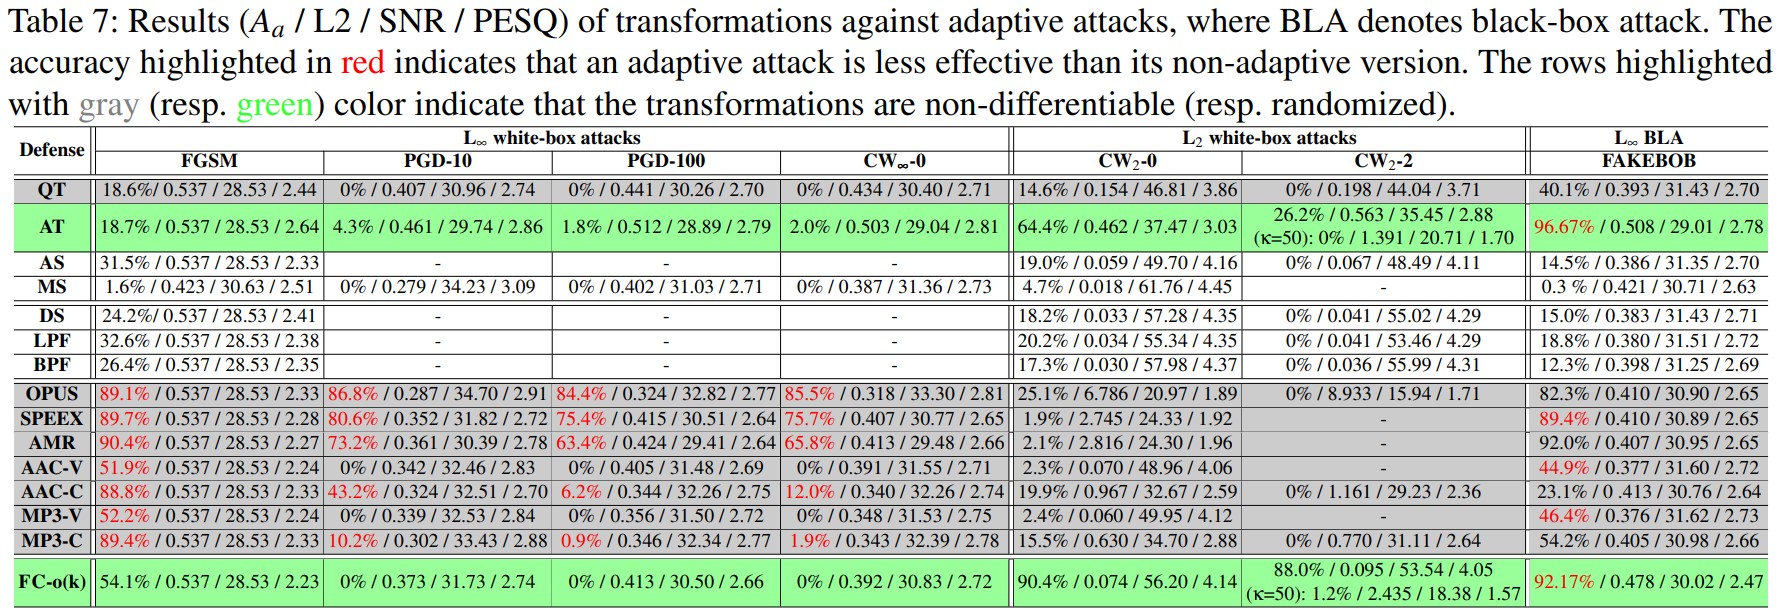 Table 7: Results (Aa / L2 / SNR / PESQ) of transformations against adaptive attacks, where BLA denotes black-box attack. The
accuracy highlighted in red indicates that an adaptive attack is less effective than its non-adaptive version. The rows highlighted
with gray (resp. green) color indicate that the transformations are non-differentiable (resp. randomized).
Defense L∞ white-box attacks L2 white-box attacks L∞ BLA
FGSM PGD-10 PGD-100 CW∞-0 CW2-0 CW2-2 FAKEBOB
QT 18.6%/ 0.537 / 28.53 / 2.44 0% / 0.407 / 30.96 / 2.74 0% / 0.441 / 30.26 / 2.70 0% / 0.434 / 30.40 / 2.71 14.6% / 0.154 / 46.81 / 3.86 0% / 0.198 / 44.04 / 3.71 40.1% / 0.393 / 31.43 / 2.70
AT 18.7% / 0.537 / 28.53 / 2.64 4.3% / 0.461 / 29.74 / 2.86 1.8% / 0.512 / 28.89 / 2.79 2.0% / 0.503 / 29.04 / 2.81 64.4% / 0.462 / 37.47 / 3.03 26.2% / 0.563 / 35.45 / 2.88
(κ=50): 0% / 1.391 / 20.71 / 1.70 96.67% / 0.508 / 29.01 / 2.78
AS 31.5% / 0.537 / 28.53 / 2.33 - - - 19.0% / 0.059 / 49.70 / 4.16 0% / 0.067 / 48.49 / 4.11 14.5% / 0.386 / 31.35 / 2.70
MS 1.6% / 0.423 / 30.63 / 2.51 0% / 0.279 / 34.23 / 3.09 0% / 0.402 / 31.03 / 2.71 0% / 0.387 / 31.36 / 2.73 4.7% / 0.018 / 61.76 / 4.45 - 0.3 % / 0.421 / 30.71 / 2.63
DS 24.2%/ 0.537 / 28.53 / 2.41 - - - 18.2% / 0.033 / 57.28 / 4.35 0% / 0.041 / 55.02 / 4.29 15.0% / 0.383 / 31.43 / 2.71
LPF 32.6% / 0.537 / 28.53 / 2.38 - - - 20.2% / 0.034 / 55.34 / 4.35 0% / 0.041 / 53.46 / 4.29 18.8% / 0.380 / 31.51 / 2.72
BPF 26.4% / 0.537 / 28.53 / 2.35 - - - 17.3% / 0.030 / 57.98 / 4.37 0% / 0.036 / 55.99 / 4.31 12.3% / 0.398 / 31.25 / 2.69
OPUS 89.1% / 0.537 / 28.53 / 2.33 86.8% / 0.287 / 34.70 / 2.91 84.4% / 0.324 / 32.82 / 2.77 85.5% / 0.318 / 33.30 / 2.81 25.1% / 6.786 / 20.97 / 1.89 0% / 8.933 / 15.94 / 1.71 82.3% / 0.410 / 30.90 / 2.65
SPEEX 89.7% / 0.537 / 28.53 / 2.28 80.6% / 0.352 / 31.82 / 2.72 75.4% / 0.415 / 30.51 / 2.64 75.7% / 0.407 / 30.77 / 2.65 1.9% / 2.745 / 24.33 / 1.92 - 89.4% / 0.410 / 30.89 / 2.65
AMR 90.4% / 0.537 / 28.53 / 2.27 73.2% / 0.361 / 30.39 / 2.78 63.4% / 0.424 / 29.41 / 2.64 65.8% / 0.413 / 29.48 / 2.66 2.1% / 2.816 / 24.30 / 1.96 - 92.0% / 0.407 / 30.95 / 2.65
AAC-V 51.9% / 0.537 / 28.53 / 2.24 0% / 0.342 / 32.46 / 2.83 0% / 0.405 / 31.48 / 2.69 0% / 0.391 / 31.55 / 2.71 2.3% / 0.070 / 48.96 / 4.06 - 44.9% / 0.377 / 31.60 / 2.72
AAC-C 88.8% / 0.537 / 28.53 / 2.33 43.2% / 0.324 / 32.51 / 2.70 6.2% / 0.344 / 32.26 / 2.75 12.0% / 0.340 / 32.26 / 2.74 19.9% / 0.967 / 32.67 / 2.59 0% / 1.161 / 29.23 / 2.36 23.1% / 0 .413 / 30.76 / 2.64
MP3-V 52.2% / 0.537 / 28.53 / 2.24 0% / 0.339 / 32.53 / 2.84 0% / 0.356 / 31.50 / 2.72 0% / 0.348 / 31.53 / 2.75 2.4% / 0.060 / 49.95 / 4.12 - 46.4% / 0.376 / 31.62 / 2.73
MP3-C 89.4% / 0.537 / 28.53 / 2.33 10.2% / 0.302 / 33.43 / 2.88 0.9% / 0.346 / 32.34 / 2.77 1.9% / 0.343 / 32.39 / 2.78 15.5% / 0.630 / 34.70 / 2.88 0% / 0.770 / 31.11 / 2.64 54.2% / 0.405 / 30.98 / 2.66
FC-o(k) 54.1% / 0.537 / 28.53 / 2.23 0% / 0.373 / 31.73 / 2.74 0% / 0.413 / 30.50 / 2.66 0% / 0.392 / 30.83 / 2.72 90.4% / 0.074 / 56.20 / 4.14 88.0% / 0.095 / 53.54 / 4.05
(κ=50): 1.2% / 2.435 / 18.38 / 1.57 92.17% / 0.478 / 30.02 / 2.47